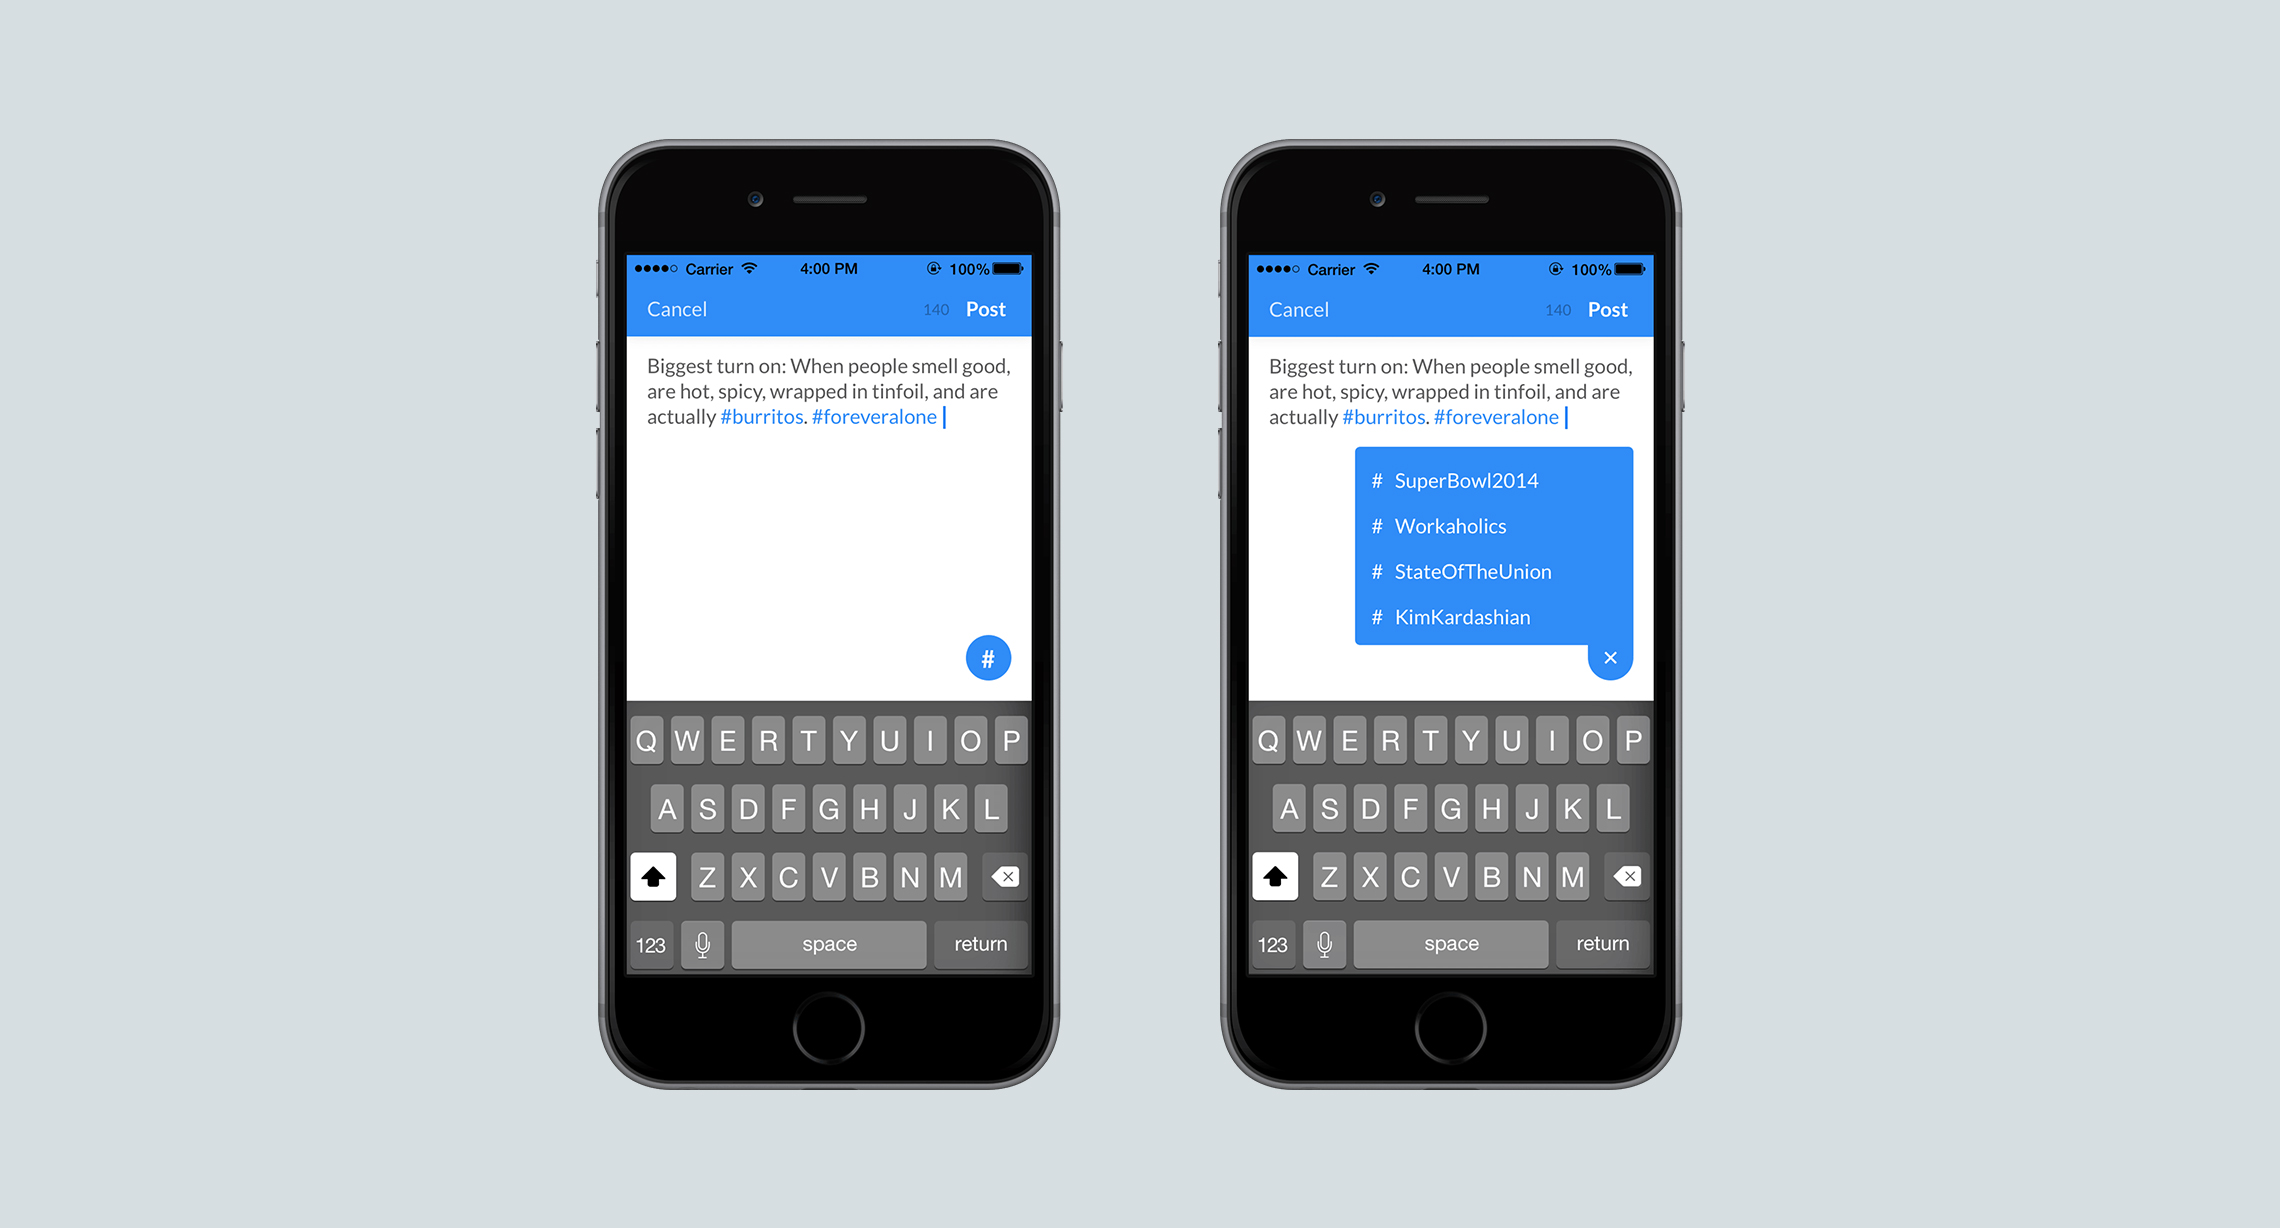 Carrier 4:00 PM 100%
Cancel 140 Post
Biggest turn on: When people smell good,
are hot, spicy, wrapped in tinfoil, and are
actually #burritos. #foreveralone
#
Q W E R T Y U I O P
A S D F G H J K L
Z X C V B N M
123 space return
Carrier 4:00 PM 100%
Cancel 140 Post
Biggest turn on: When people smell good,
are hot, spicy, wrapped in tinfoil, and are
actually #burritos. #foreveralone
# SuperBowl2014
# Workaholics
# StateOfTheUnion
# KimKardashian
Q W E R T Y U I O P
A S D F G H J K L
Z X C V B N M
123 space return